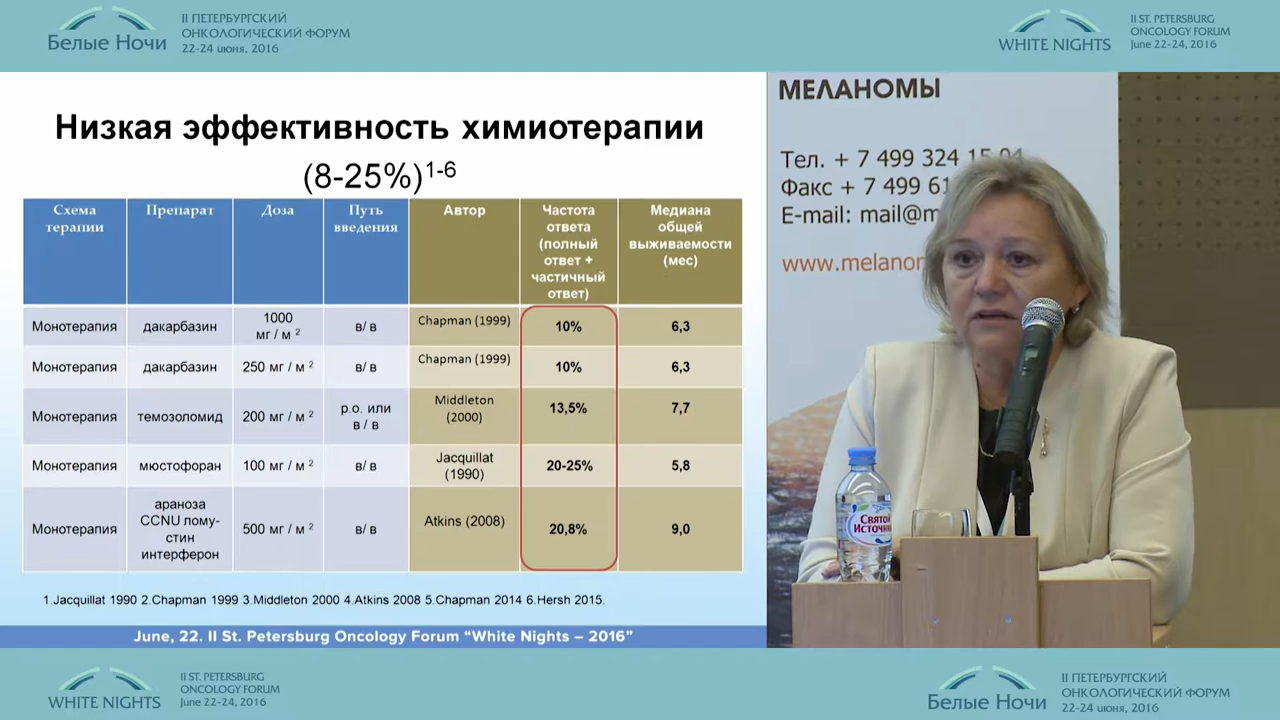 Белые Ночи
II ПЕТЕРБУРГСКИЙ
ОНКОЛОГИЧЕСКИЙ ФОРУМ
22-24 июня, 2016
WHITE NIGHTS
II ST. PETERSBURG
ONCOLOGY FORUM
June 22-24, 2016
Низкая эффективность химиотерапии
(8-25%)1-6
Схема терапии
Препарат
Доза
Путь введения
Автор
Частота ответа (полный ответ + частичный ответ)
Медиана общей выживаемости (мес)
Монотерапия дакарбазин 1000 мг / м 2 в/ в Chapman (1999) 10% 6,3
Монотерапия дакарбазин 250 мг / м 2 в/ в Chapman (1999) 10% 6,3
Монотерапия темозоломид 200 мг / м 2 р.о. или в / в Middleton (2000) 13,5% 7,7
Монотерапия мюстофоран 100 мг / м 2 в/ в Jacquillat (1990) 20-25% 5,8
Монотерапия араноза CCNU лому-стин интерферон 500 мг / м 2 в/ в Atkins (2008) 20,8% 9,0
1.Jacquillat 1990 2.Chapman 1999 3.Middleton 2000 4.Atkins 2008 5.Chapman 2014 6.Hersh 2015.
June, 22. II St. Petersburg Oncology Forum “White Nights – 2016”
МЕЛАНОМЫ
Тел. + 7 499 324
Факс + 7 499
E-mail:
Святой
Источник
WHITE NIGHTS
II ST. PETERSBURG
ONCOLOGY FORUM
June 22-24, 2016
Белые Ночи
II ПЕТЕРБУРГСКИЙ
ОНКОЛОГИЧЕСКИЙ ФОРУМ
22-24 июня, 2016